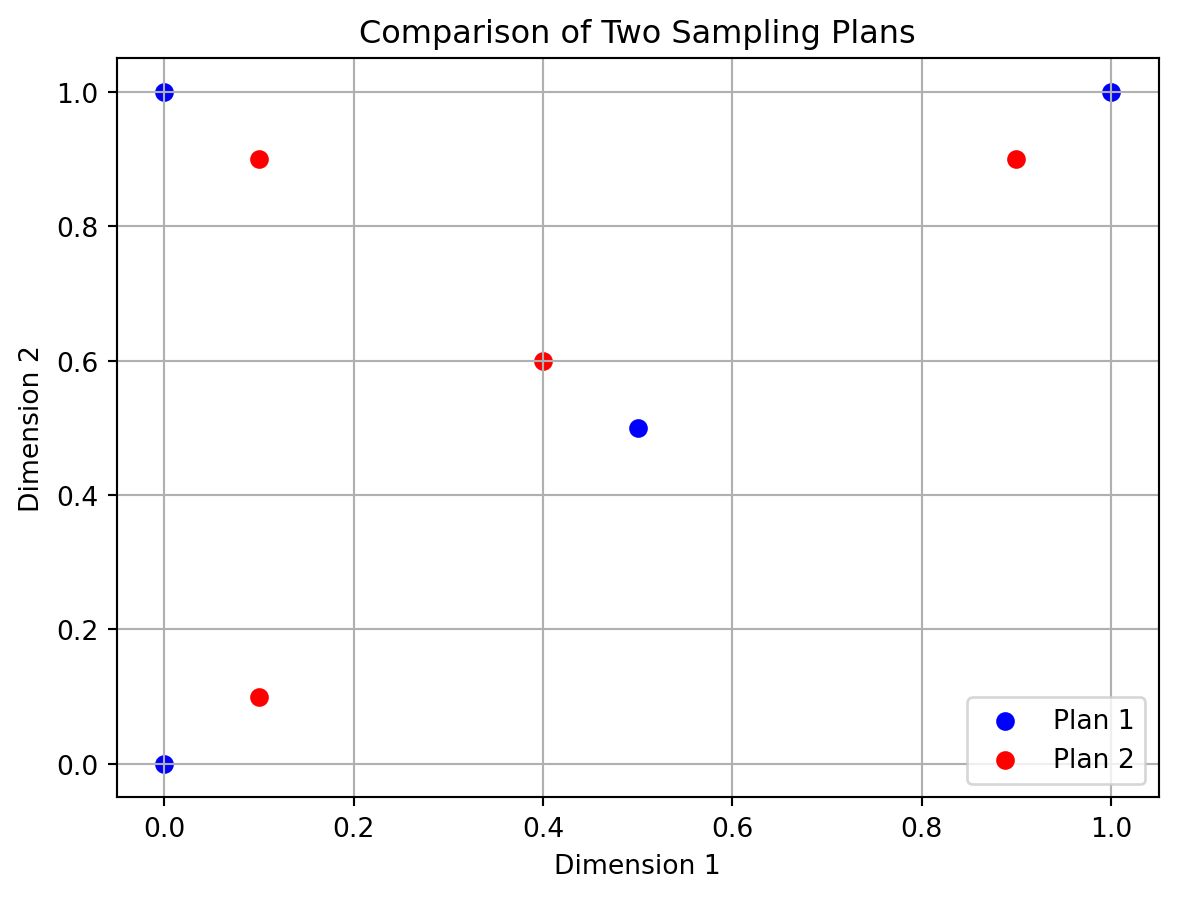 Comparison of Two Sampling Plans
1.0
0.8
0.6
0.4
0.2
0.0
Dimension 2
0.0 0.2 0.4 0.6 0.8 1.0
Dimension 1
Plan 1
Plan 2